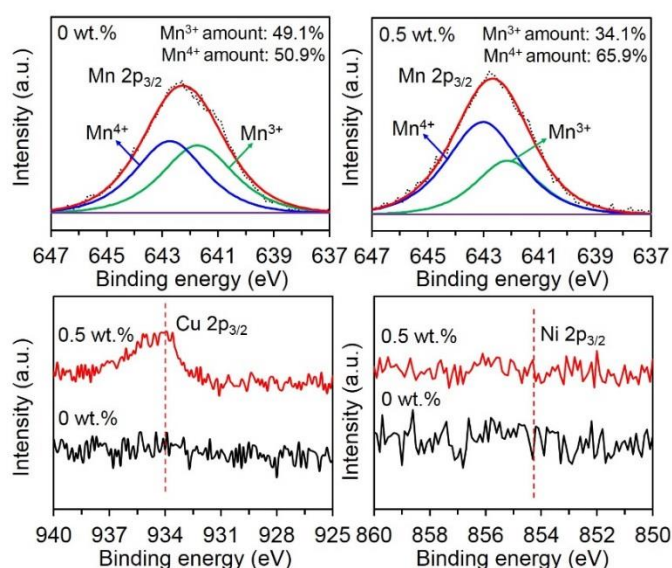 0 wt.%
Mn³⁺ amount: 49.1%
Mn⁴⁺ amount: 50.9%
Mn 2p₃/₂
Mn⁴⁺
Mn³⁺
Intensity (a.u.)
647 645 643 641 639 637
Binding energy (eV)
0.5 wt.%
Mn³⁺ amount: 34.1%
Mn⁴⁺ amount: 65.9%
Mn 2p₃/₂
Mn⁴⁺
Mn³⁺
Intensity (a.u.)
647 645 643 641 639 637
Binding energy (eV)
0.5 wt.%
Cu 2p₃/₂
0 wt.%
Intensity (a.u.)
940 937 934 931 928 925
Binding energy (eV)
0.5 wt.%
Ni 2p₃/₂
0 wt.%
Intensity (a.u.)
860 858 856 854 852 850
Binding energy (eV)